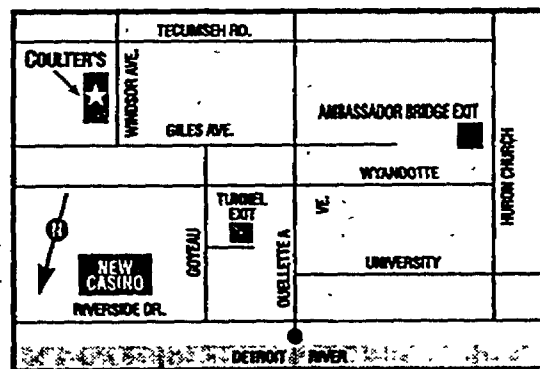 TECUMSEH RD.
COULTER'S
WINDSOR AVE.
GILES AVE.
AMBASSADOR BRIDGE EXIT
HURON CHURCH
WYANDOTTE
TUNNEL
EXIT
GOYEAU
OUELLETTE A
VE.
UNIVERSITY
N
NEW
CASINO
RIVERSIDE DR.
DETROIT RIVER